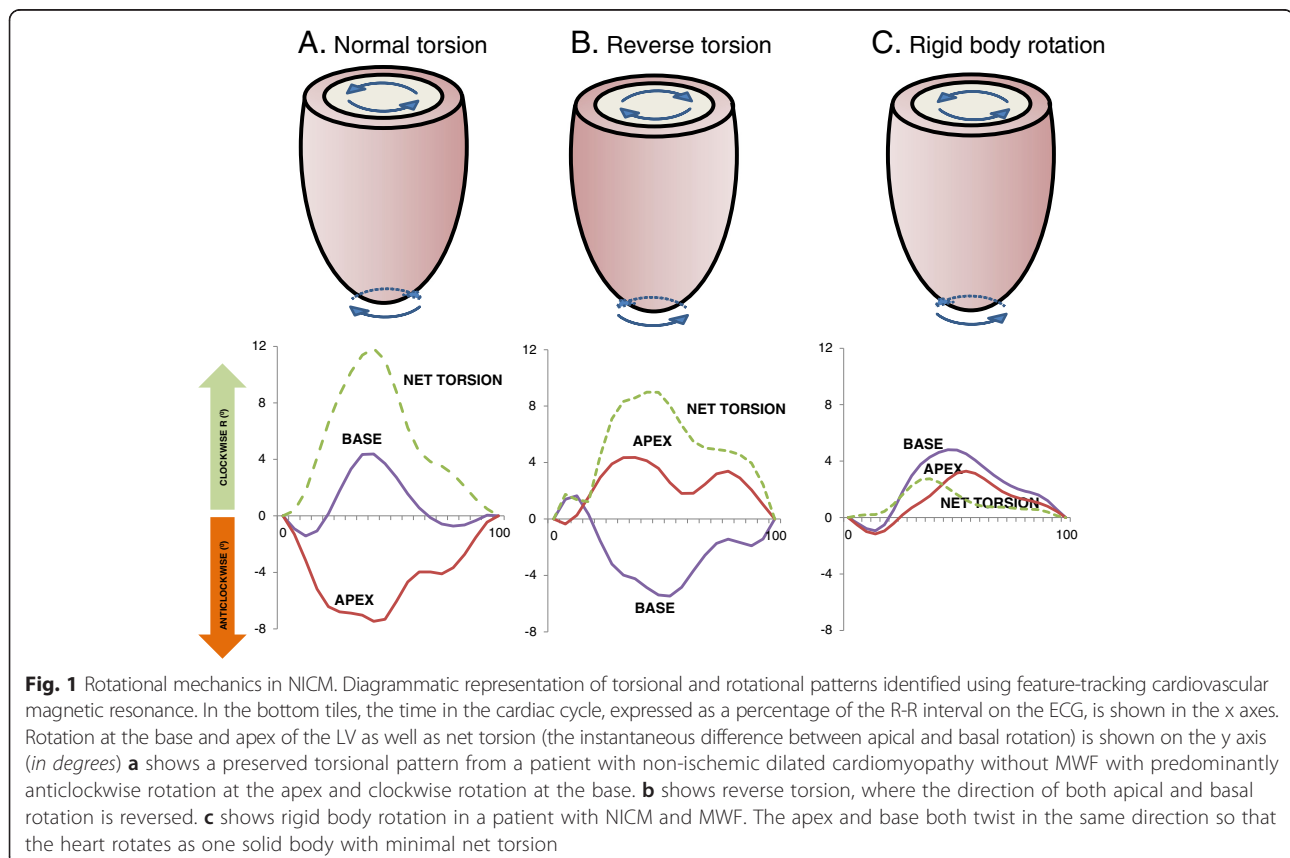 A. Normal torsion
B. Reverse torsion
C. Rigid body rotation
CLOCKWISE R (º)
ANTICLOCKWISE (º)
12
8
4
0
-4
-8
100
NET TORSION
BASE
APEX
12
8
4
0
-4
-8
0
100
NET TORSION
APEX
BASE
12
8
4
0
-4
-8
0
100
BASE
APEX
NET TORSION
Fig. 1 Rotational mechanics in NICM. Diagrammatic representation of torsional and rotational patterns identified using feature-tracking cardiovascular
magnetic resonance. In the bottom tiles, the time in the cardiac cycle, expressed as a percentage of the R-R interval on the ECG, is shown in the x axes.
Rotation at the base and apex of the LV as well as net torsion (the instantaneous difference between apical and basal rotation) is shown on the y axis
(in degrees) a shows a preserved torsional pattern from a patient with non-ischemic dilated cardiomyopathy without MWF with predominantly
anticlockwise rotation at the apex and clockwise rotation at the base. b shows reverse torsion, where the direction of both apical and basal
rotation is reversed. c shows rigid body rotation in a patient with NICM and MWF. The apex and base both twist in the same direction so that
the heart rotates as one solid body with minimal net torsion